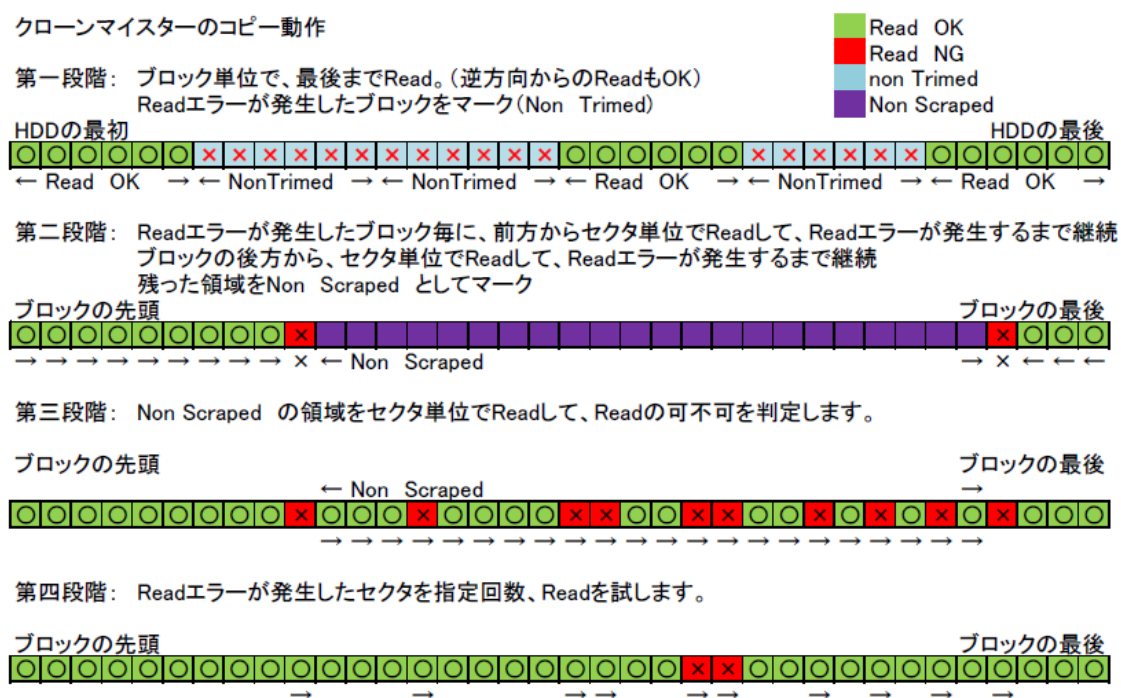 クローンマイスターのコピー動作
Read OK
Read NG
non Trimed
Non Scraped
第一段階： ブロック単位で、最後までRead。（逆方向からのReadもOK）
Readエラーが発生したブロックをマーク（Non Trimed）
HDDの最初 HDDの最後
○○○○○○××××××××××××○○○○○○××××××○○○○○○
← Read OK → ← NonTrimed → ← NonTrimed → ← Read OK → ← NonTrimed → ← Read OK →
第二段階： Readエラーが発生したブロック毎に、前方からセクタ単位でReadして、Readエラーが発生するまで継続
ブロックの後方から、セクタ単位でReadして、Readエラーが発生するまで継続
残った領域をNon Scraped としてマーク
ブロックの先頭 ブロックの最後
○○○○○○○○○× ×○○○
→ → → → → → → → → × ← Non Scraped → × ← ← ←
第三段階： Non Scraped の領域をセクタ単位でReadして、Readの可不可を判定します。
ブロックの先頭 ブロックの最後
← Non Scraped →
○○○○○○○○○×○○○×○○○○××○○××○○×○×○×○×○○○
→ → → → → → → → → → → → → → → → → → → → → →
第四段階： Readエラーが発生したセクタを指定回数、Readを試します。
ブロックの先頭 ブロックの最後
○○○○○○○○○○○○○○○○○○○○○○××○○○○○○○○○○○○
→ → → → → → → → → →